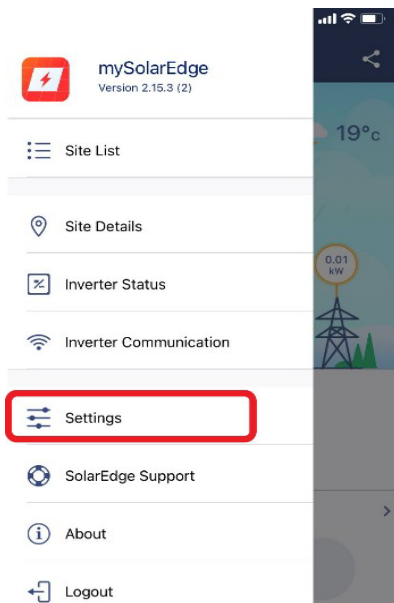 mySolarEdge
Version 2.15.3 (2)
Site List
19°c
Site Details
0.01
kW
Inverter Status
Inverter Communication
Settings
SolarEdge Support
About
Logout